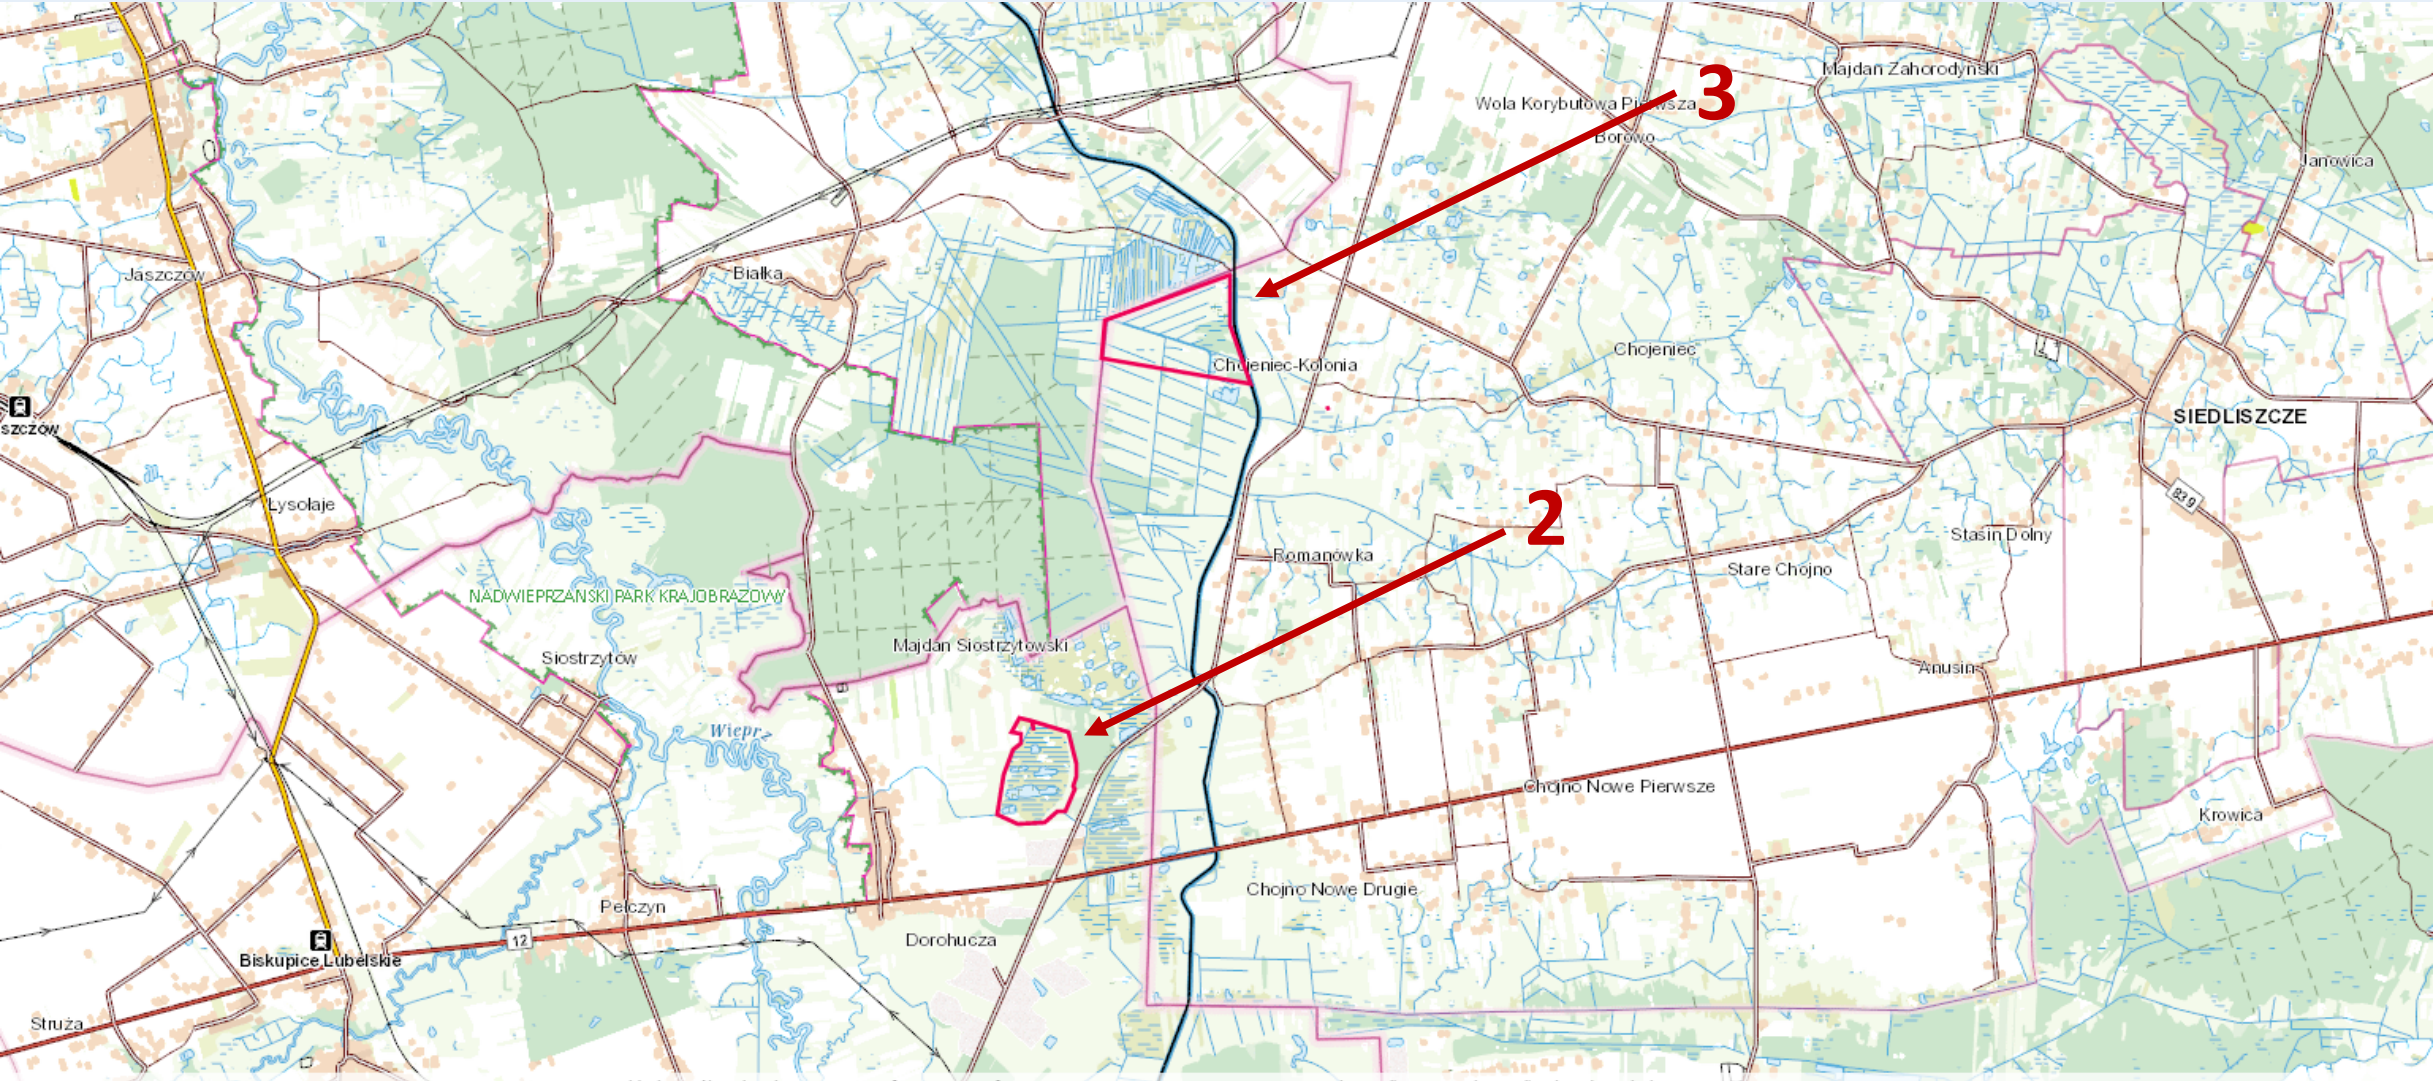 Majdan Zahorodyński
3
Wola Korybutowa Pierwsza
Borowo
Janowica
Jaszczów
Białka
Chojeniec
Chojeniec-Kolonia
SIEDLISZCZE
szczów
839
Łysołaje
2
Stasin Dolny
Romanówka
Stare Chojno
NADWIEPRZAŃSKI PARK KRAJOBRAZOWY
Majdan Siostrzytowski
Siostrzytów
Anusin
Wieprz
Chojno Nowe Pierwsze
Krowica
Chojno Nowe Drugie
Pełczyn
12
Dorohucza
Biskupice Lubelskie
Struża